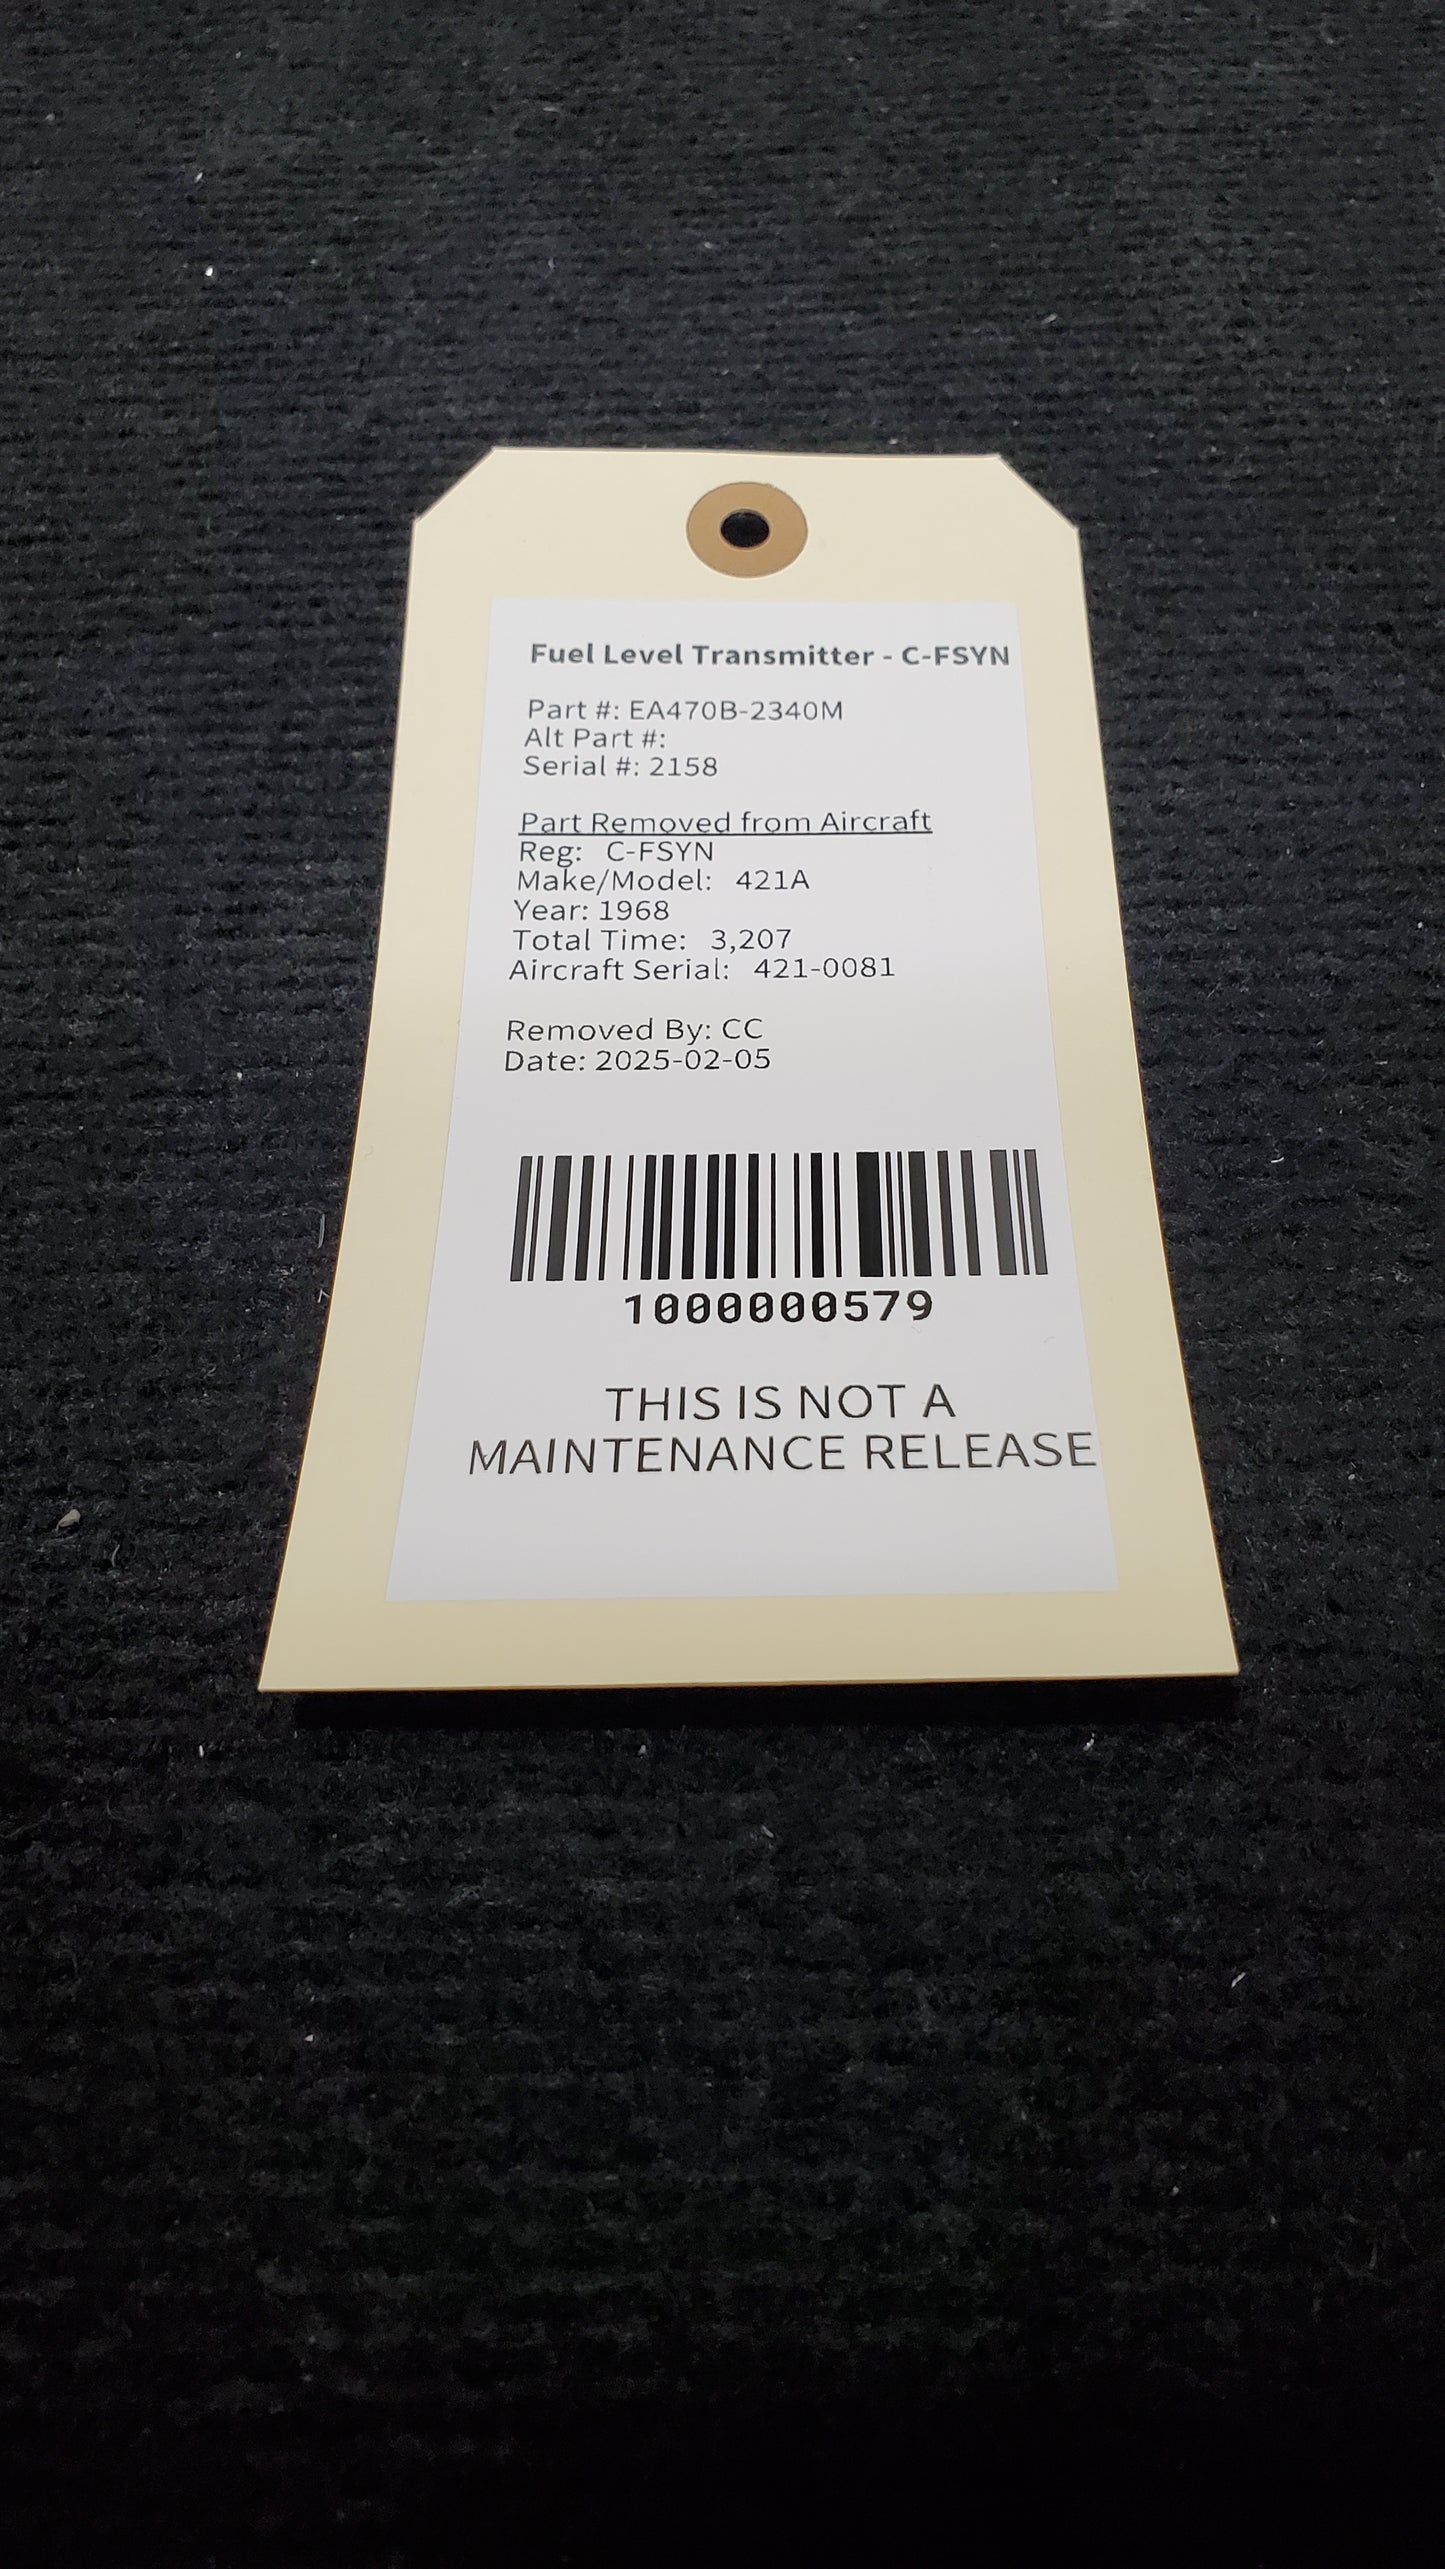 Fuel Level Transmitter - C-FSYN
Part #: EA470B-2340M
Alt Part #:
Serial #: 2158
Part Removed from Aircraft
Reg: C-FSYN
Make/Model: 421A
Year: 1968
Total Time: 3,207
Aircraft Serial: 421-0081
Removed By: CC
Date: 2025-02-05
1000000579
THIS IS NOT A
MAINTENANCE RELEASE